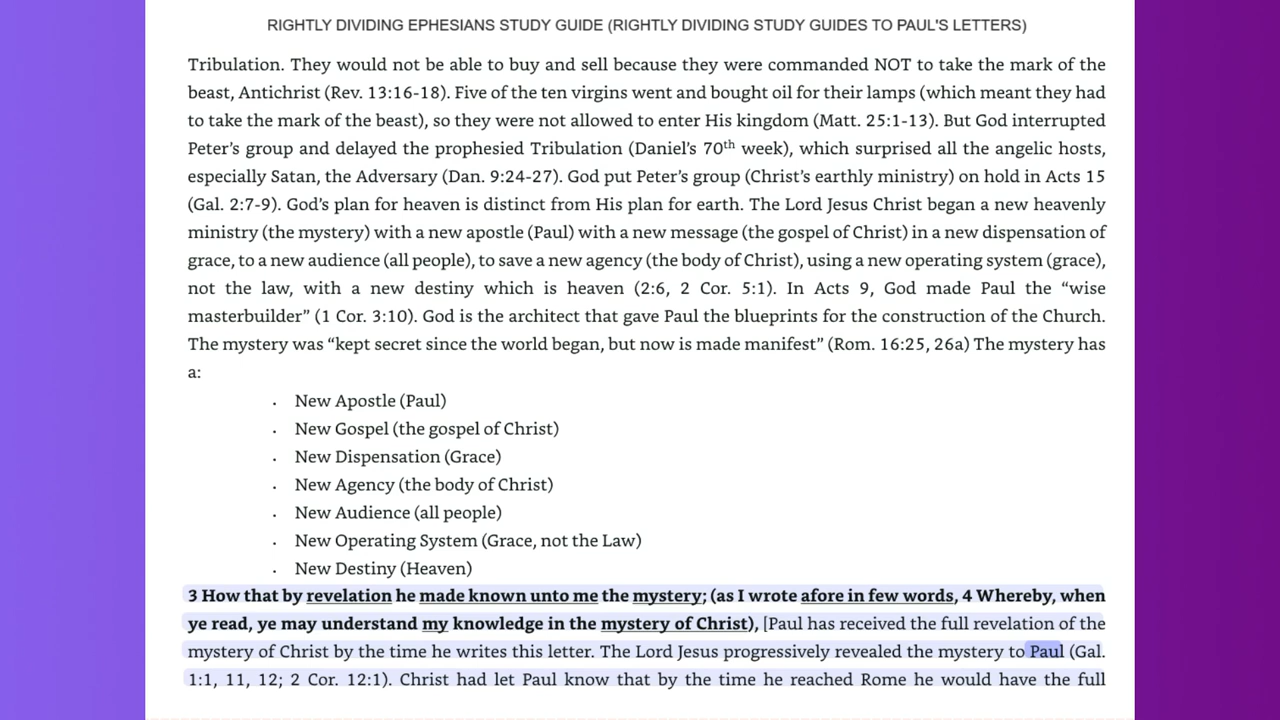 RIGHTLY DIVIDING EPHESIANS STUDY GUIDE (RIGHTLY DIVIDING STUDY GUIDES TO PAUL'S LETTERS)
Tribulation. They would not be able to buy and sell because they were commanded NOT to take the mark of the
beast, Antichrist (Rev. 13:16-18). Five of the ten virgins went and bought oil for their lamps (which meant they had
to take the mark of the beast), so they were not allowed to enter His kingdom (Matt. 25:1-13). But God interrupted
Peter’s group and delayed the prophesied Tribulation (Daniel’s 70th week), which surprised all the angelic hosts,
especially Satan, the Adversary (Dan. 9:24-27). God put Peter’s group (Christ’s earthly ministry) on hold in Acts 15
(Gal. 2:7-9). God’s plan for heaven is distinct from His plan for earth. The Lord Jesus Christ began a new heavenly
ministry (the mystery) with a new apostle (Paul) with a new message (the gospel of Christ) in a new dispensation of
grace, to a new audience (all people), to save a new agency (the body of Christ), using a new operating system (grace),
not the law, with a new destiny which is heaven (2:6, 2 Cor. 5:1). In Acts 9, God made Paul the “wise
masterbuilder” (1 Cor. 3:10). God is the architect that gave Paul the blueprints for the construction of the Church.
The mystery was “kept secret since the world began, but now is made manifest” (Rom. 16:25, 26a) The mystery has
a:
· New Apostle (Paul)
· New Gospel (the gospel of Christ)
· New Dispensation (Grace)
· New Agency (the body of Christ)
· New Audience (all people)
· New Operating System (Grace, not the Law)
· New Destiny (Heaven)
3 How that by revelation he made known unto me the mystery; (as I wrote afore in few words, 4 Whereby, when
ye read, ye may understand my knowledge in the mystery of Christ), [Paul has received the full revelation of the
mystery of Christ by the time he writes this letter. The Lord Jesus progressively revealed the mystery to Paul (Gal.
1:1, 11, 12; 2 Cor. 12:1). Christ had let Paul know that by the time he reached Rome he would have the full